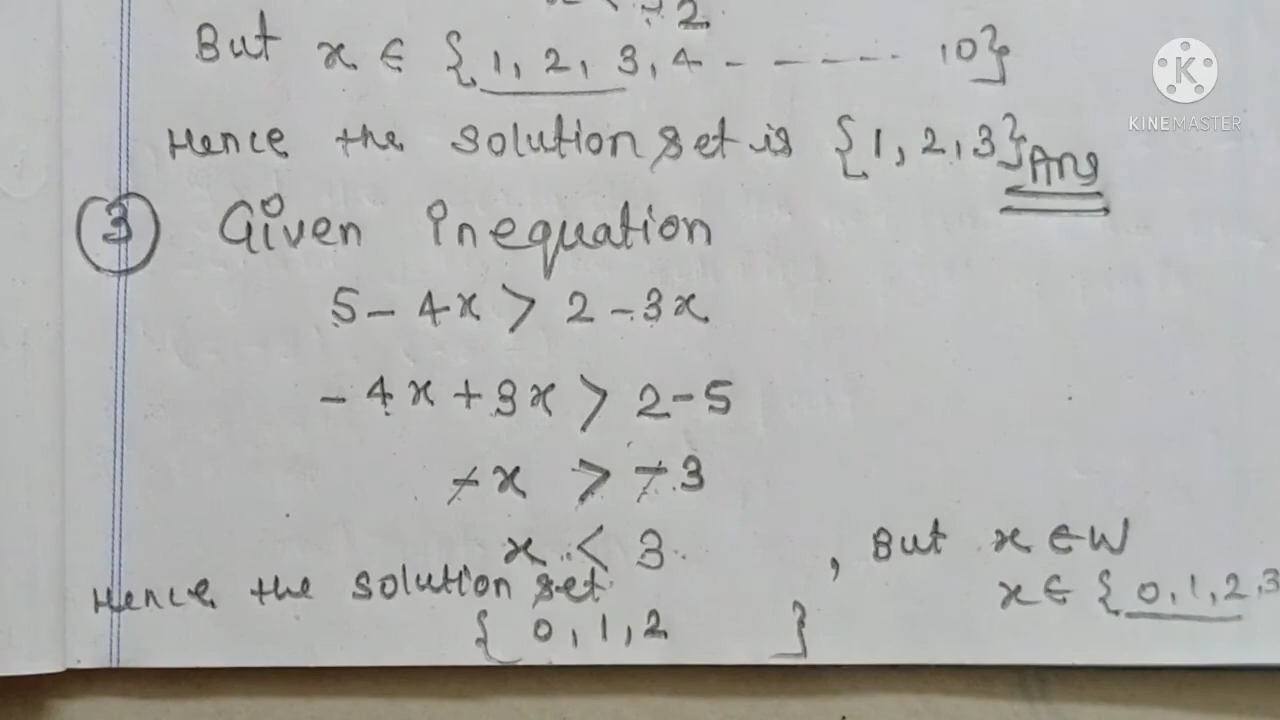 2
But x ∈ {1, 2, 3, 4 - - - - - - 10}
Hence the solution set is {1, 2, 3} Ans
3 Given inequation
5 - 4x > 2 - 3x
- 4x + 3x > 2 - 5
-x > -3
x < 3
, But x ∈ W
Hence the solution set
x ∈ { 0, 1, 2, 3
{ 0, 1, 2 }
K
KINEMASTER